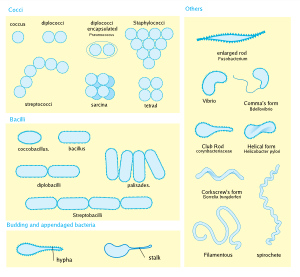 Cocci
coccus
diplococci
diplococci
encapsulated
Pneumococcus
Staphylococci
streptococci
sarcina
tetrad
Bacilli
coccobacillus.
bacillus
diplobacilli
palisades.
Streptobacilli
Budding and appendaged bacteria
hypha
stalk
Others
enlarged rod
Fusobacterium
Vibrio
Comma's form
Bdellovibrio
Club Rod
Corynebacteriaceae
Helical form
Helicobacter pylori
Corkscrew's form
Borrelia burgdorferi
Filamentous
spirochete